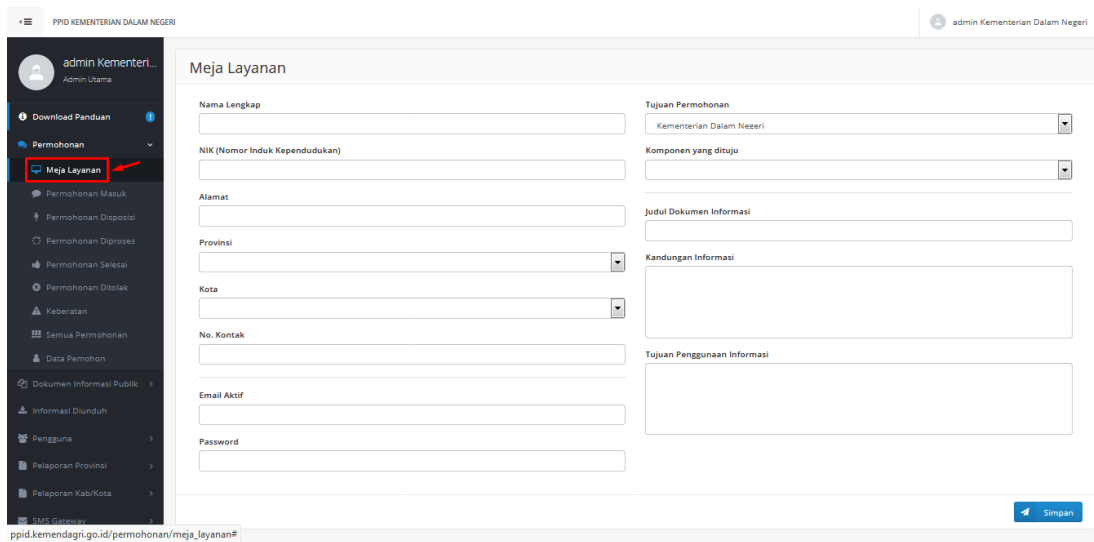 PPID KEMENTERIAN DALAM NEGERI
admin Kementerian Dalam Negeri
admin Kementeri...
Admin Utama
Download Panduan
Permohonan
Meja Layanan
Permohonan Masuk
Permohonan Disposisi
Permohonan Diproses
Permohonan Selesai
Permohonan Ditolak
Keberatan
Semua Permohonan
Data Pemohon
Dokumen Informasi Publik
Informasi Diunduh
Pengguna
Pelaporan Provinsi
Pelaporan Kab/Kota
SMS Gateway
ppid.kemendagri.go.id/permohonan/meja_layanan#
Meja Layanan
Nama Lengkap
NIK (Nomor Induk Kependudukan)
Alamat
Provinsi
Kota
No. Kontak
Email Aktif
Password
Tujuan Permohonan
Kementerian Dalam Negeri
Komponen yang dituju
Judul Dokumen Informasi
Kandungan Informasi
Tujuan Penggunaan Informasi
Simpan